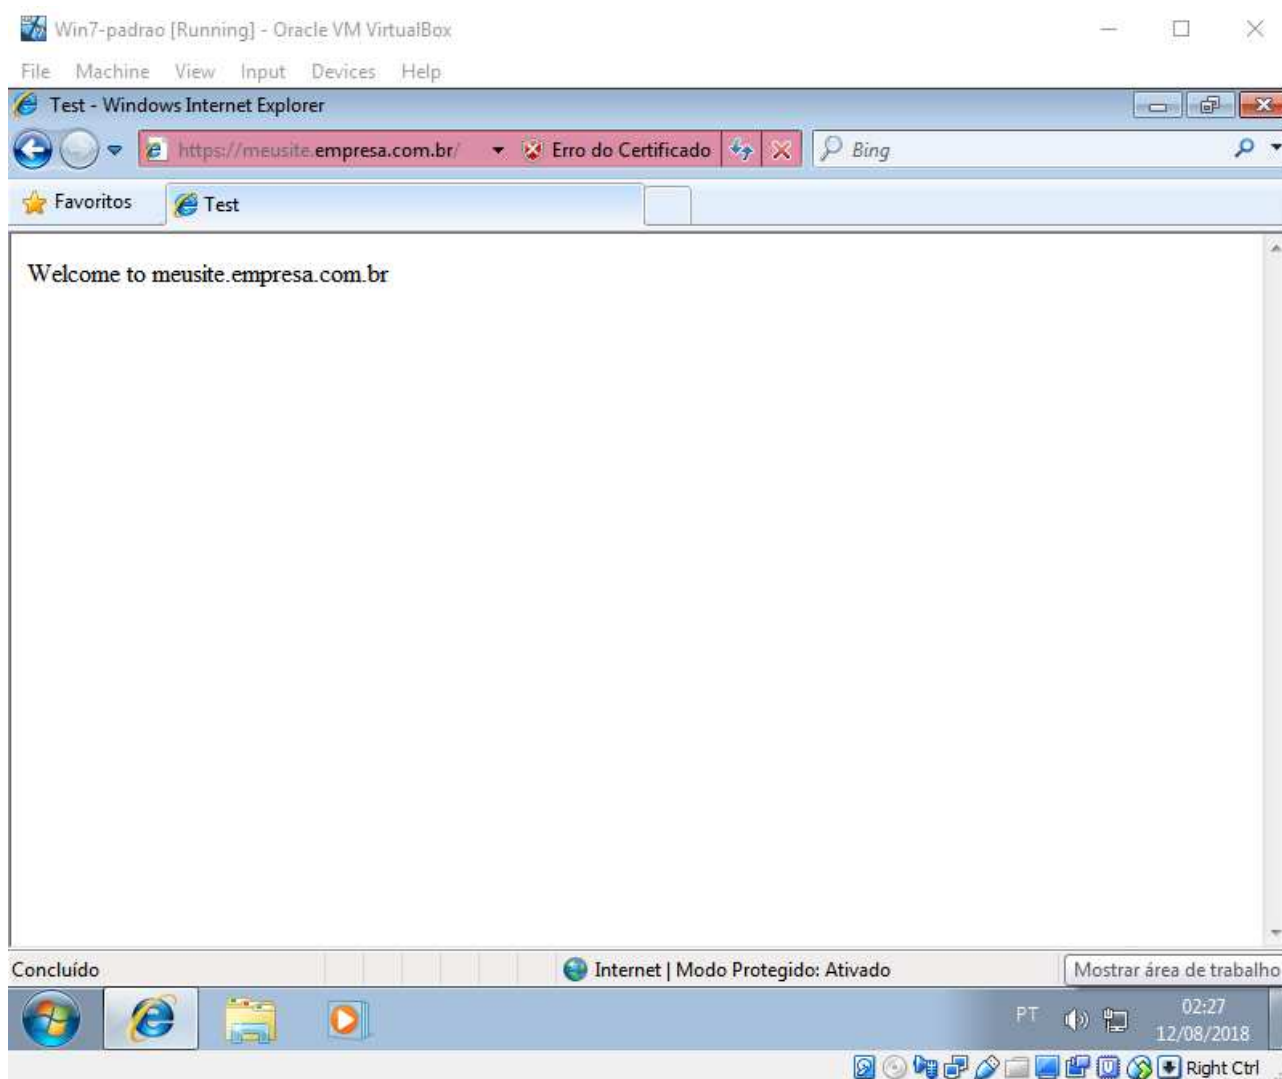 Win7-padrao [Running] - Oracle VM VirtualBox
File Machine View Input Devices Help
Test - Windows Internet Explorer
https://meusite.empresa.com.br/ Erro do Certificado Bing
Favoritos Test
Welcome to meusite.empresa.com.br
Concluído Internet | Modo Protegido: Ativado Mostrar área de trabalho
PT 02:27
12/08/2018
Right Ctrl